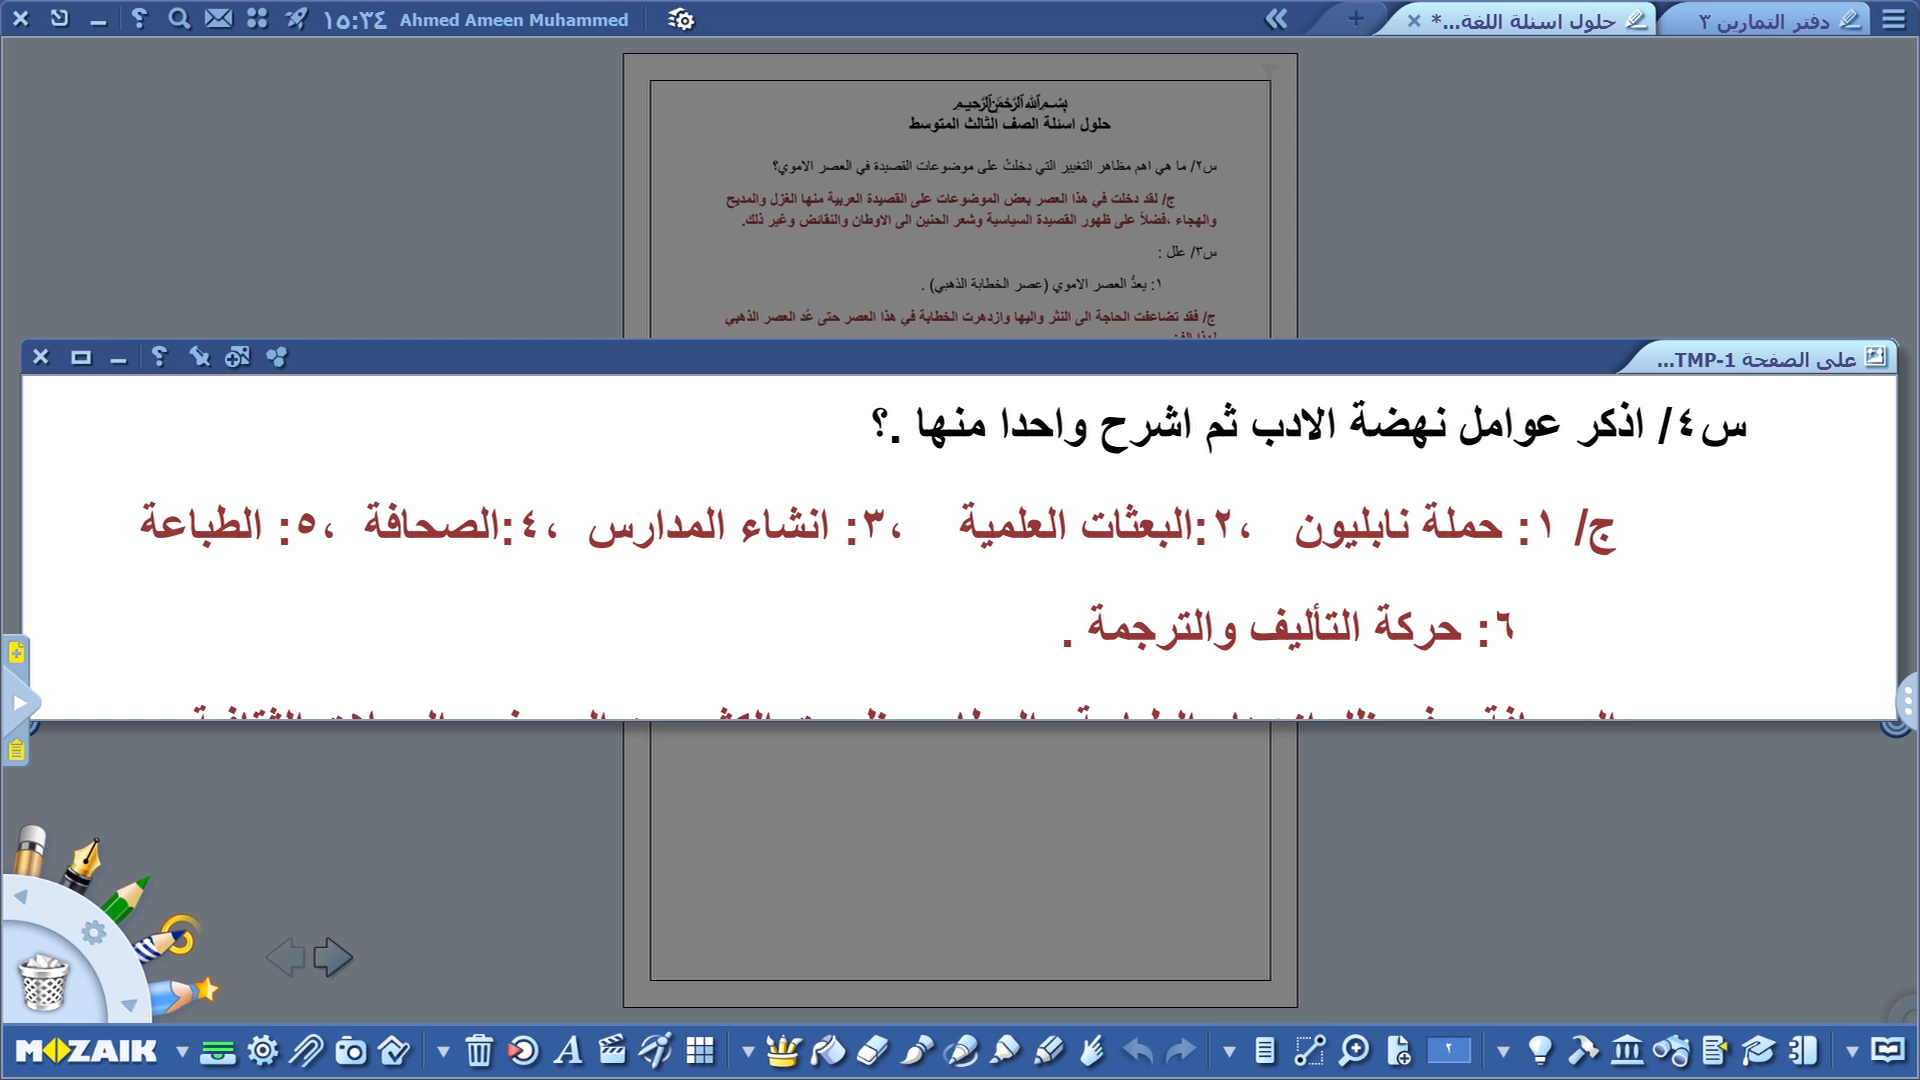 ١٥:٣٤ Ahmed Ameen Muhammed
حلول اسئلة اللغة...*
دفتر التمارين ٣
حلول اسئلة الصف الثالث المتوسط
س٢/ ما هي اهم مظاهر التغيير التي دخلتْ على موضوعات القصيدة في العصر الاموي؟
ج/ لقد دخلت في هذا العصر بعض الموضوعات على القصيدة العربية منها الغزل والمديح
والهجاء ،فضلاً على ظهور القصيدة السياسية وشعر الحنين الى الاوطان والنقائض وغير ذلك.
س٣/ علل :
١: يعدُّ العصر الاموي (عصر الخطابة الذهبي) .
ج/ فقد تضاعفت الحاجة الى النثر واليها وازدهرت الخطابة في هذا العصر حتى عُد العصر الذهبي
على الصفحة TMP-1...
س٤/ اذكر عوامل نهضة الادب ثم اشرح واحدا منها .؟
ج/ ١: حملة نابليون ،٢:البعثات العلمية ،٣: انشاء المدارس ،٤:الصحافة ،٥: الطباعة
٦: حركة التأليف والترجمة .
MOZAIK
٢